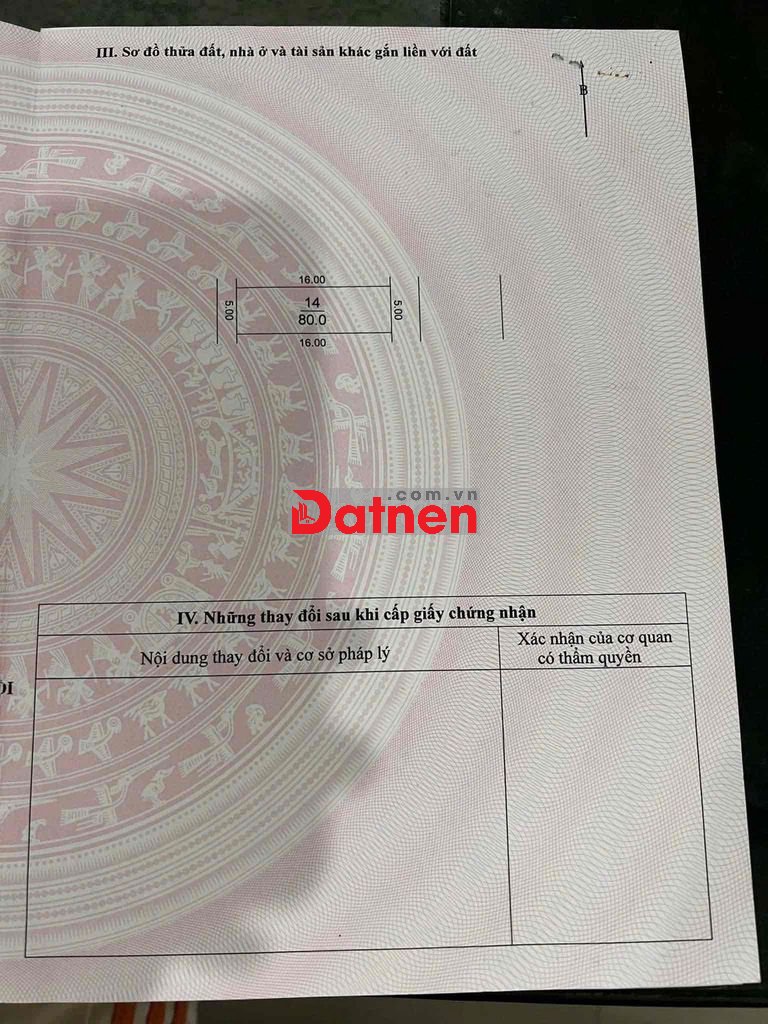 III. Sơ đồ thửa đất, nhà ở và tài sản khác gắn liền với đất
B
16.00
5.00
14
80.0
5.00
16.00
.com.vn
Datnen
IV. Những thay đổi sau khi cấp giấy chứng nhận
Nội dung thay đổi và cơ sở pháp lý
Xác nhận của cơ quan
có thẩm quyền